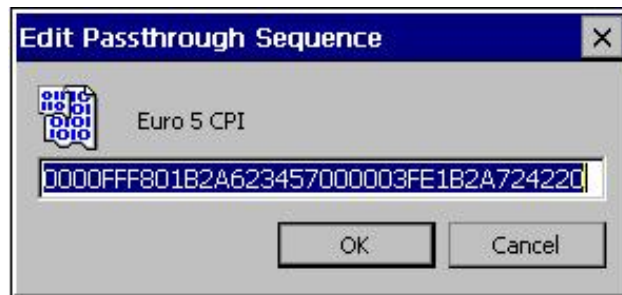 Edit Passthrough Sequence
Euro 5 CPI
0000FFF801B2A623457000003FE1B2A724220
OK
Cancel